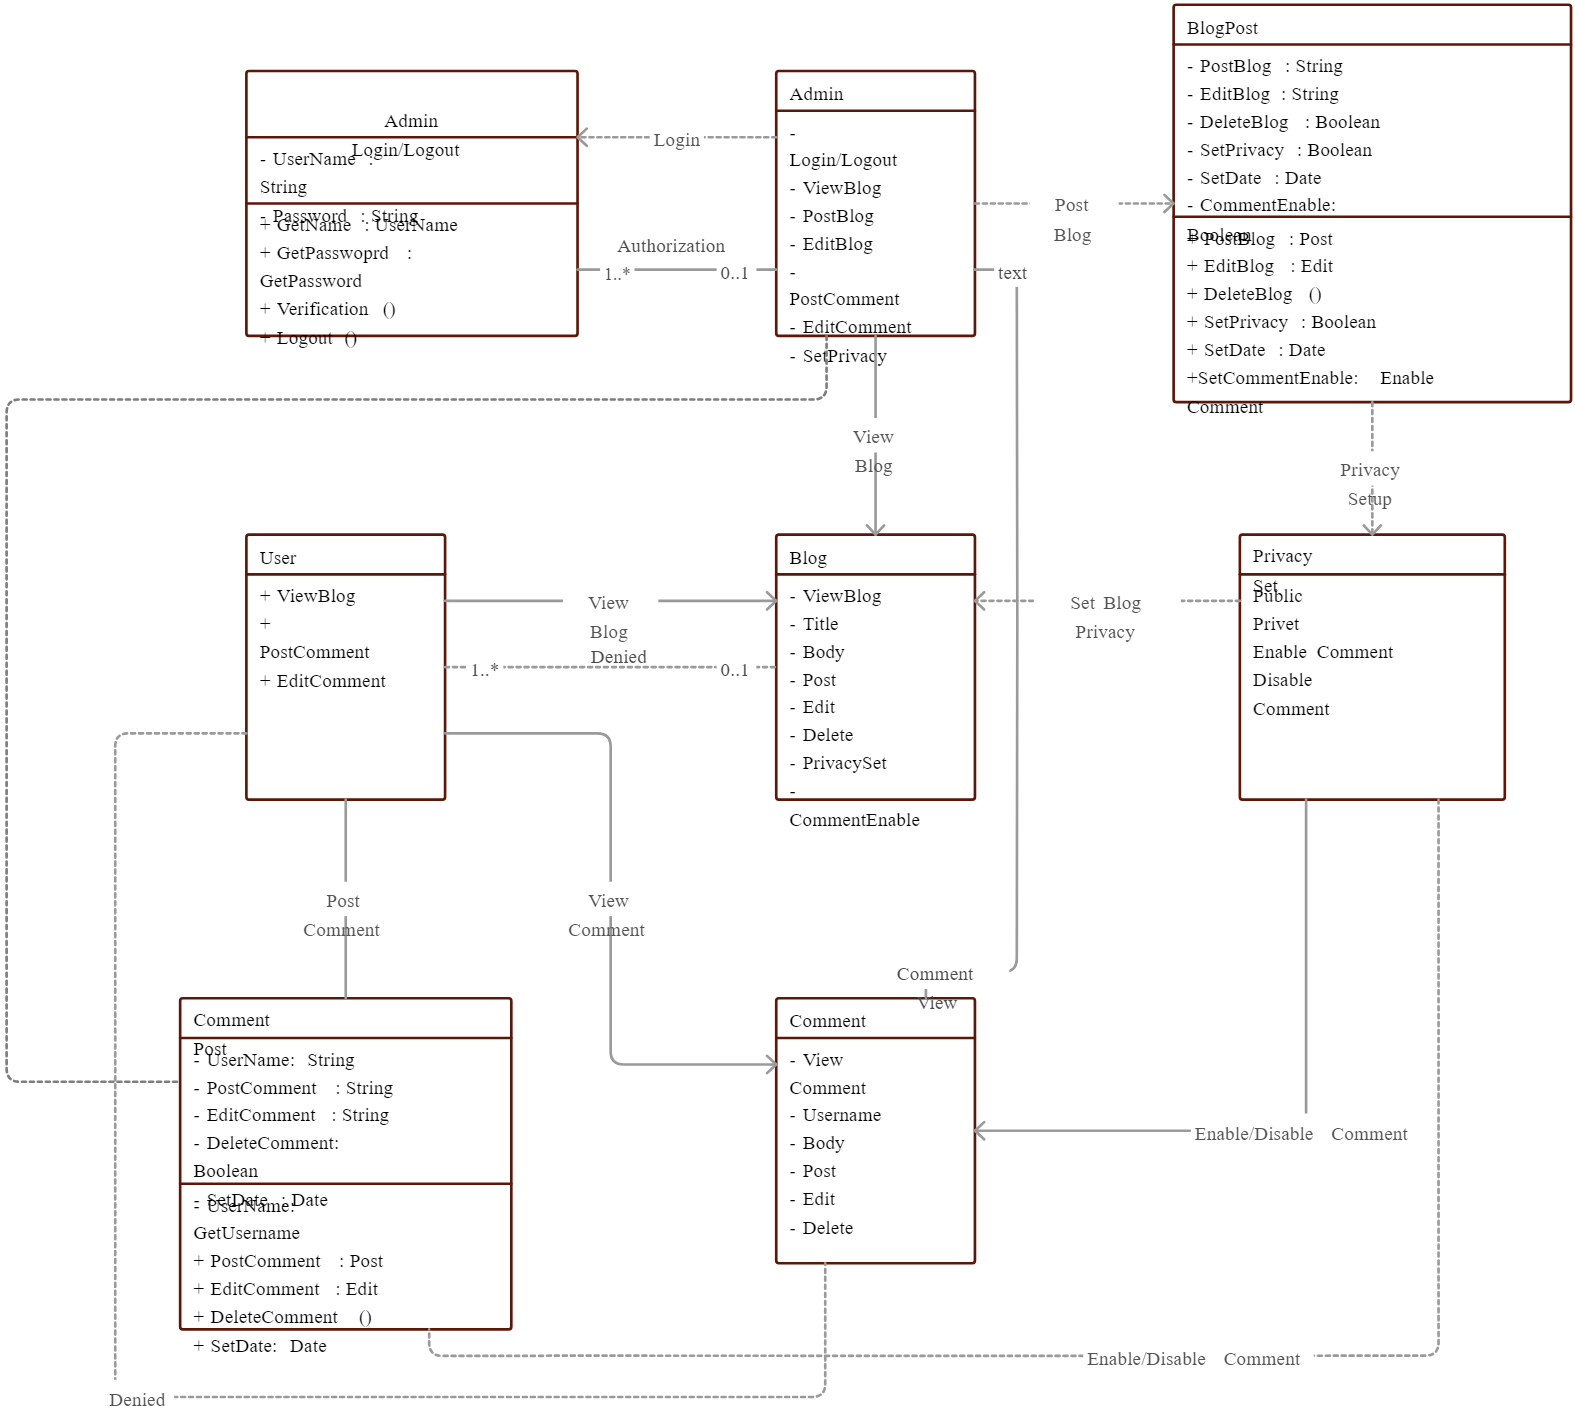 BlogPost
- PostBlog : String
- EditBlog : String
- DeleteBlog : Boolean
- SetPrivacy : Boolean
- SetDate : Date
- CommentEnable:
Boolean
+ PostBlog : Post
+ EditBlog : Edit
+ DeleteBlog ()
+ SetPrivacy : Boolean
+ SetDate : Date
+SetCommentEnable: Enable
Comment
Admin
Login/Logout
- UserName :
String
- Password : String
+ GetName : UserName
+ GetPasswoprd :
GetPassword
+ Verification ()
+ Logout ()
Login
Authorization
1..*
0..1
Admin
-
Login/Logout
- ViewBlog
- PostBlog
- EditBlog
-
PostComment
- EditComment
- SetPrivacy
Post
Blog
text
View
Blog
Privacy
Setup
User
+ ViewBlog
+
PostComment
+ EditComment
View
Blog
Denied
1..*
0..1
Blog
- ViewBlog
- Title
- Body
- Post
- Edit
- Delete
- PrivacySet
-
CommentEnable
Set Blog
Privacy
Privacy
Set
Public
Privet
Enable Comment
Disable
Comment
Post
Comment
View
Comment
Comment
View
Comment
Post
- UserName: String
- PostComment : String
- EditComment : String
- DeleteComment:
Boolean
- SetDate : Date
- UserName:
GetUsername
+ PostComment : Post
+ EditComment : Edit
+ DeleteComment ()
+ SetDate: Date
Comment
- View
Comment
- Username
- Body
- Post
- Edit
- Delete
Enable/Disable Comment
Enable/Disable Comment
Denied